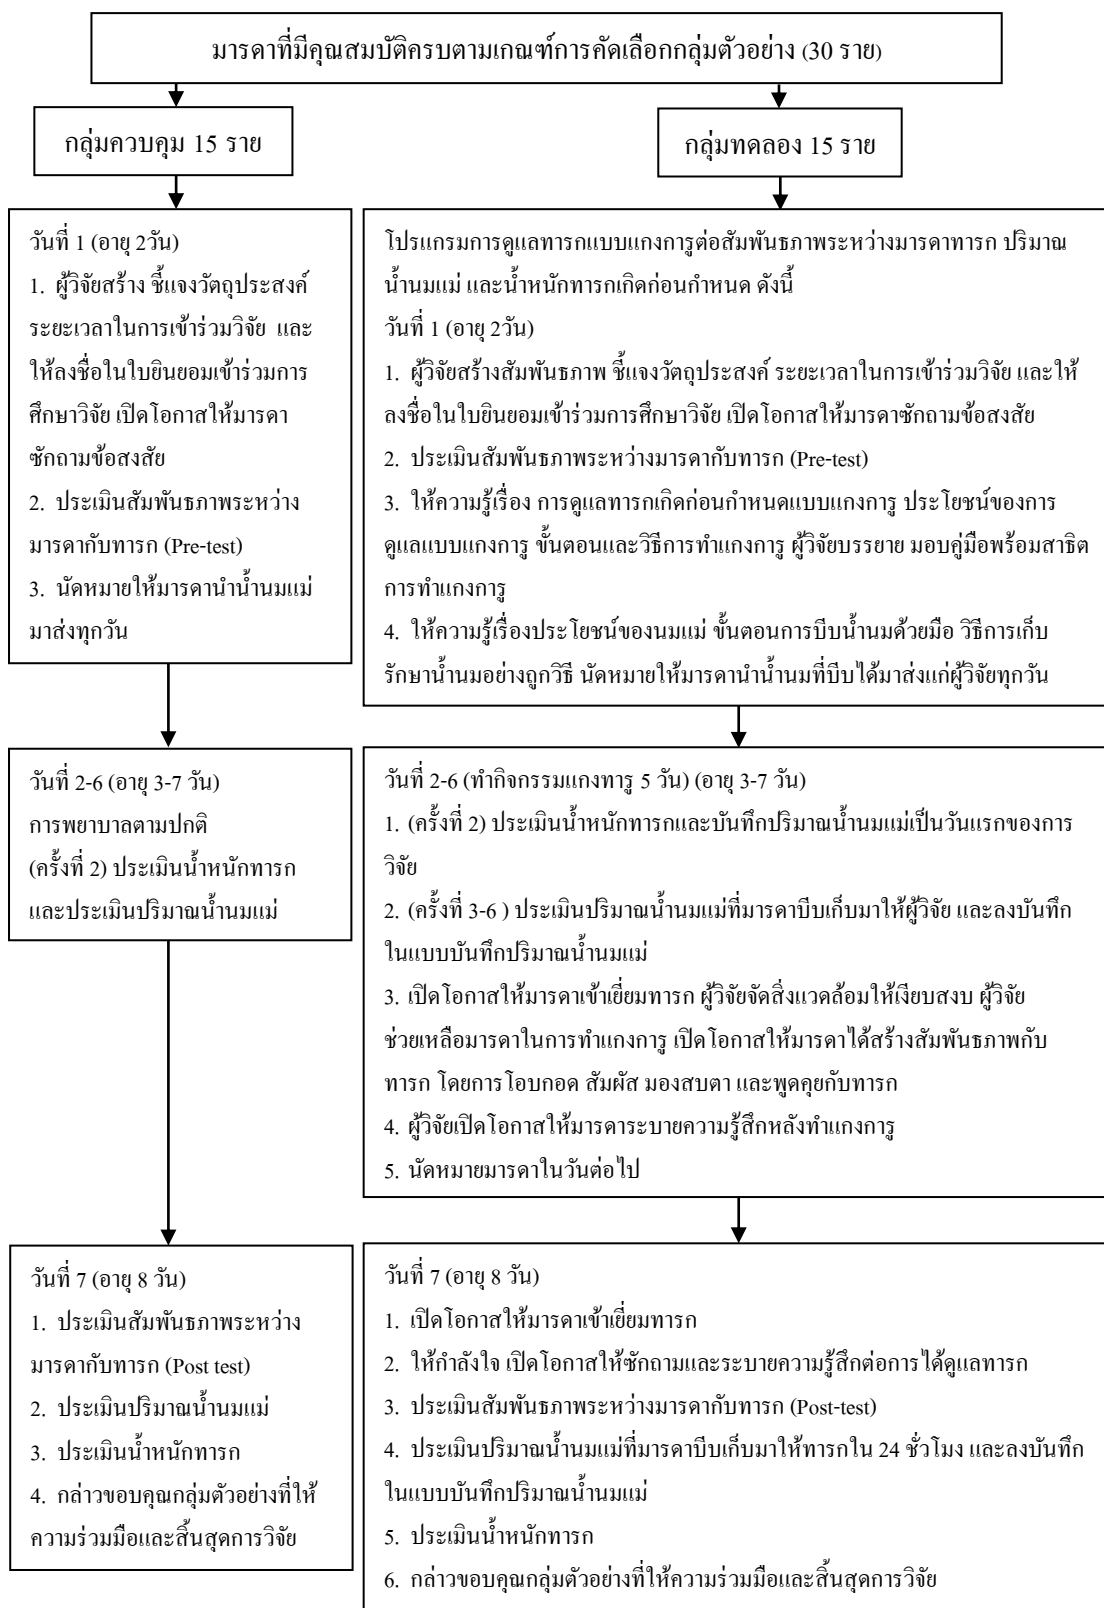 มารดาที่มีคุณสมบัติครบตามเกณฑ์การคัดเลือกกลุ่มตัวอย่าง (30 ราย)
กลุ่มควบคุม 15 ราย
กลุ่มทดลอง 15 ราย
วันที่ 1 (อายุ 2วัน)
1. ผู้วิจัยสร้าง ชี้แจงวัตถุประสงค์
ระยะเวลาในการเข้าร่วมวิจัย และ
ให้ลงชื่อในใบยินยอมเข้าร่วมการ
ศึกษาวิจัย เปิดโอกาสให้มารดา
ซักถามข้อสงสัย
2. ประเมินสัมพันธภาพระหว่าง
มารดากับทารก (Pre-test)
3. นัดหมายให้มารดานำน้ำนมแม่
มาส่งทุกวัน
โปรแกรมการดูแลทารกแบบแกงการูต่อสัมพันธภาพระหว่างมารดาทารก ปริมาณ
น้ำนมแม่ และน้ำหนักทารกเกิดก่อนกำหนด ดังนี้
วันที่ 1 (อายุ 2วัน)
1. ผู้วิจัยสร้างสัมพันธภาพ ชี้แจงวัตถุประสงค์ ระยะเวลาในการเข้าร่วมวิจัย และให้
ลงชื่อในใบยินยอมเข้าร่วมการศึกษาวิจัย เปิดโอกาสให้มารดาซักถามข้อสงสัย
2. ประเมินสัมพันธภาพระหว่างมารดากับทารก (Pre-test)
3. ให้ความรู้เรื่อง การดูแลทารกเกิดก่อนกำหนดแบบแกงการู ประโยชน์ของการ
ดูแลแบบแกงการู ขั้นตอนและวิธีการทำแกงการู ผู้วิจัยบรรยาย มอบคู่มือพร้อมสาธิต
การทำแกงการู
4. ให้ความรู้เรื่องประโยชน์ของนมแม่ ขั้นตอนการบีบน้ำนมด้วยมือ วิธีการเก็บ
รักษาน้ำนมอย่างถูกวิธี นัดหมายให้มารดานำน้ำนมที่บีบได้มาส่งแก่ผู้วิจัยทุกวัน
วันที่ 2-6 (อายุ 3-7 วัน)
การพยาบาลตามปกติ
(ครั้งที่ 2) ประเมินน้ำหนักทารก
และประเมินปริมาณน้ำนมแม่
วันที่ 2-6 (ทำกิจกรรมแกงทารู 5 วัน) (อายุ 3-7 วัน)
1. (ครั้งที่ 2) ประเมินน้ำหนักทารกและบันทึกปริมาณน้ำนมแม่เป็นวันแรกของการ
วิจัย
2. (ครั้งที่ 3-6 ) ประเมินปริมาณน้ำนมแม่ที่มารดาบีบเก็บมาให้ผู้วิจัย และลงบันทึก
ในแบบบันทึกปริมาณน้ำนมแม่
3. เปิดโอกาสให้มารดาเข้าเยี่ยมทารก ผู้วิจัยจัดสิ่งแวดล้อมให้เงียบสงบ ผู้วิจัย
ช่วยเหลือมารดาในการทำแกงการู เปิดโอกาสให้มารดาได้สร้างสัมพันธภาพกับ
ทารก โดยการโอบกอด สัมผัส มองสบตา และพูดคุยกับทารก
4. ผู้วิจัยเปิดโอกาสให้มารดาระบายความรู้สึกหลังทำแกงการู
5. นัดหมายมารดาในวันต่อไป
วันที่ 7 (อายุ 8 วัน)
1. ประเมินสัมพันธภาพระหว่าง
มารดากับทารก (Post test)
2. ประเมินปริมาณน้ำนมแม่
3. ประเมินน้ำหนักทารก
4. กล่าวขอบคุณกลุ่มตัวอย่างที่ให้
ความร่วมมือและสิ้นสุดการวิจัย
วันที่ 7 (อายุ 8 วัน)
1. เปิดโอกาสให้มารดาเข้าเยี่ยมทารก
2. ให้กำลังใจ เปิดโอกาสให้ซักถามและระบายความรู้สึกต่อการได้ดูแลทารก
3. ประเมินสัมพันธภาพระหว่างมารดากับทารก (Post-test)
4. ประเมินปริมาณน้ำนมแม่ที่มารดาบีบเก็บมาให้ทารกใน 24 ชั่วโมง และลงบันทึก
ในแบบบันทึกปริมาณน้ำนมแม่
5. ประเมินน้ำหนักทารก
6. กล่าวขอบคุณกลุ่มตัวอย่างที่ให้ความร่วมมือและสิ้นสุดการวิจัย